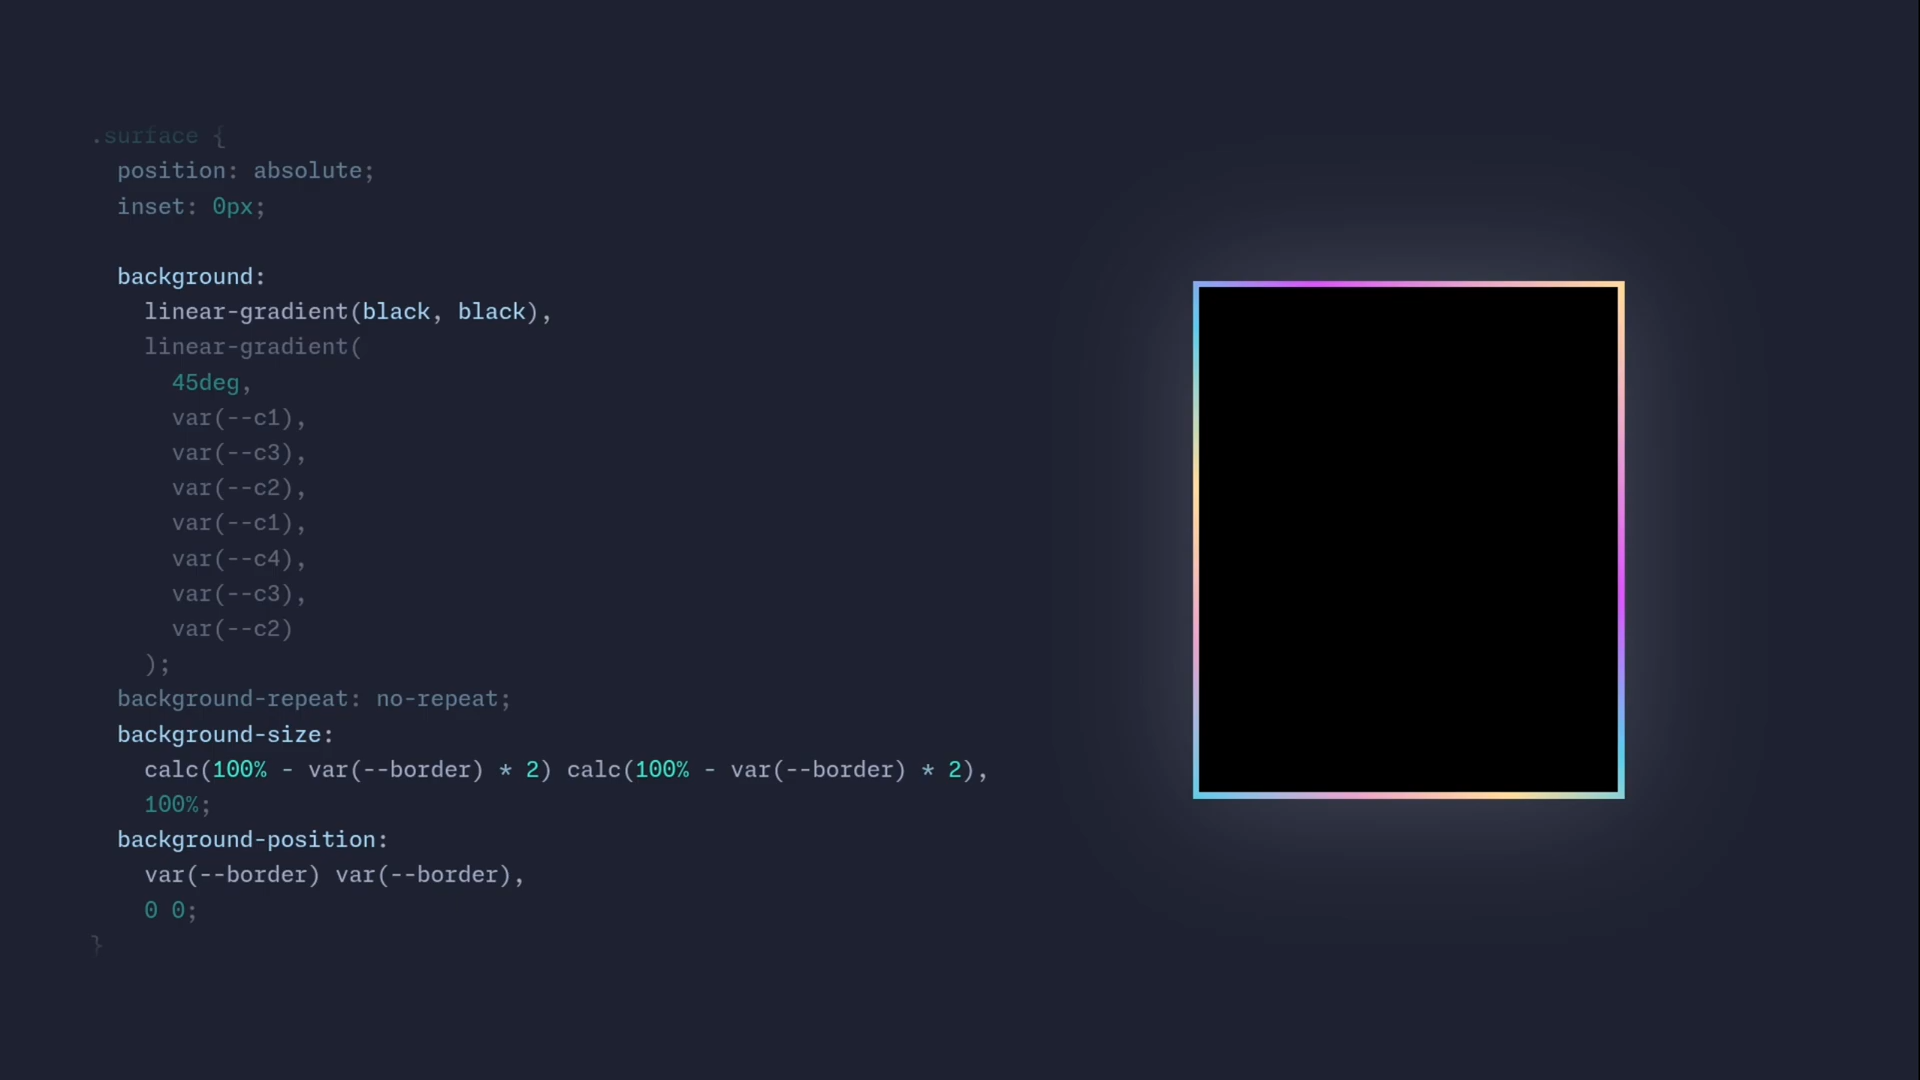 .surface {
position: absolute;
inset: 0px;
background:
linear-gradient(black, black),
linear-gradient(
45deg,
var(--c1),
var(--c3),
var(--c2),
var(--c1),
var(--c4),
var(--c3),
var(--c2)
);
background-repeat: no-repeat;
background-size:
calc(100% - var(--border) * 2) calc(100% - var(--border) * 2),
100%;
background-position:
var(--border) var(--border),
0 0;
}